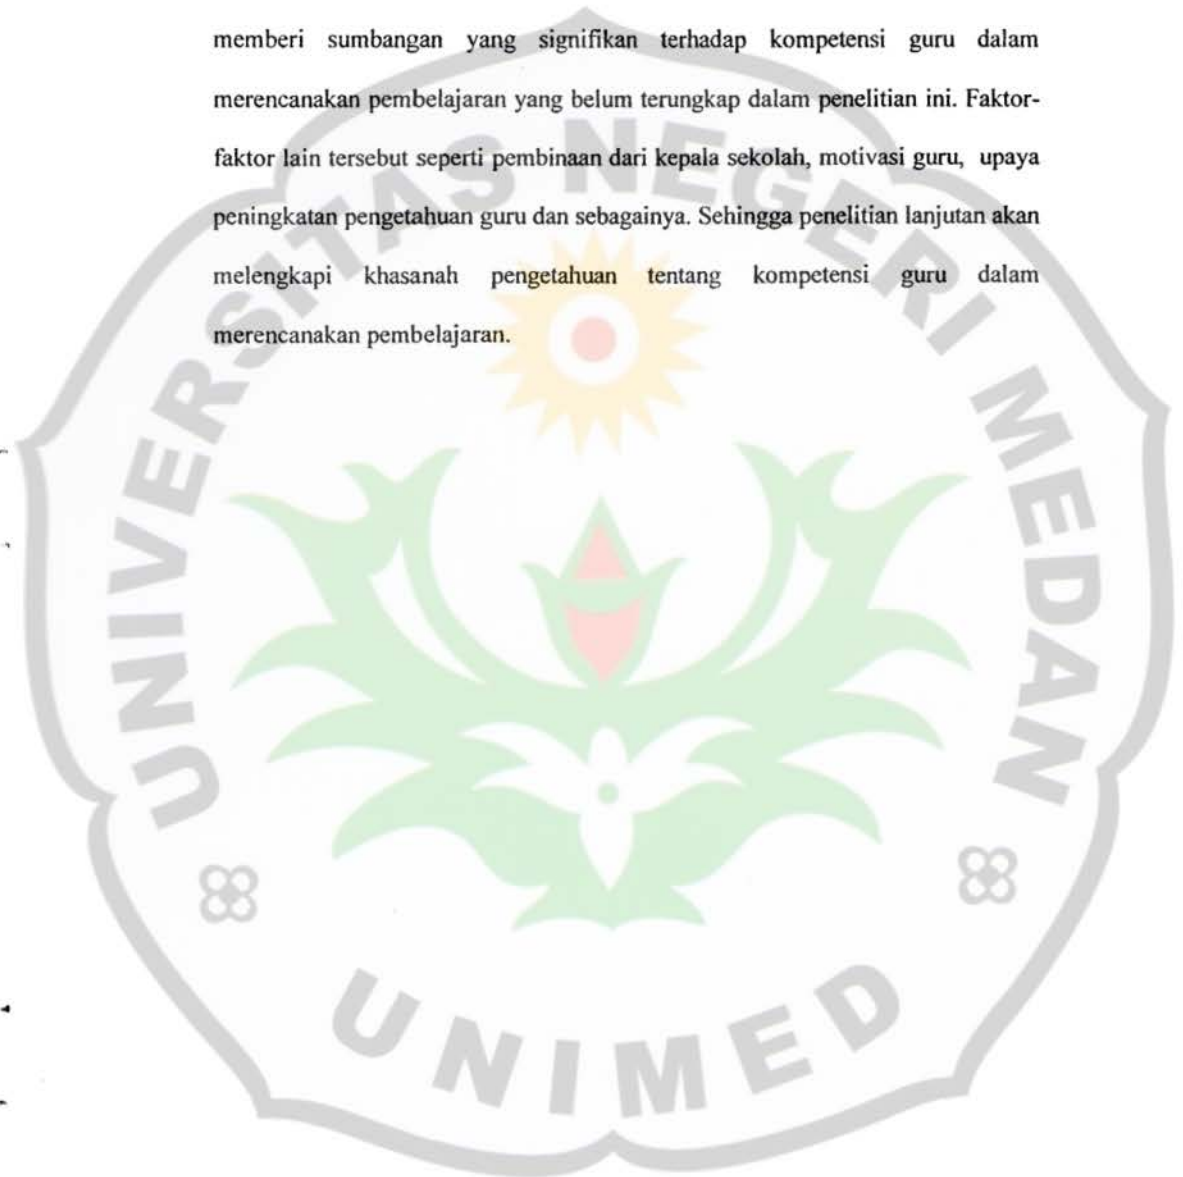 memberi sumbangan yang signifikan terhadap kompetensi guru dalam
merencanakan pembelajaran yang belum terungkap dalam penelitian ini. Faktor-
faktor lain tersebut seperti pembinaan dari kepala sekolah, motivasi guru, upaya
peningkatan pengetahuan guru dan sebagainya. Sehingga penelitian lanjutan akan
melengkapi khasanah pengetahuan tentang kompetensi guru dalam
merencanakan pembelajaran.
UNIVERSITAS NEGERI MEDAN
UNIMED